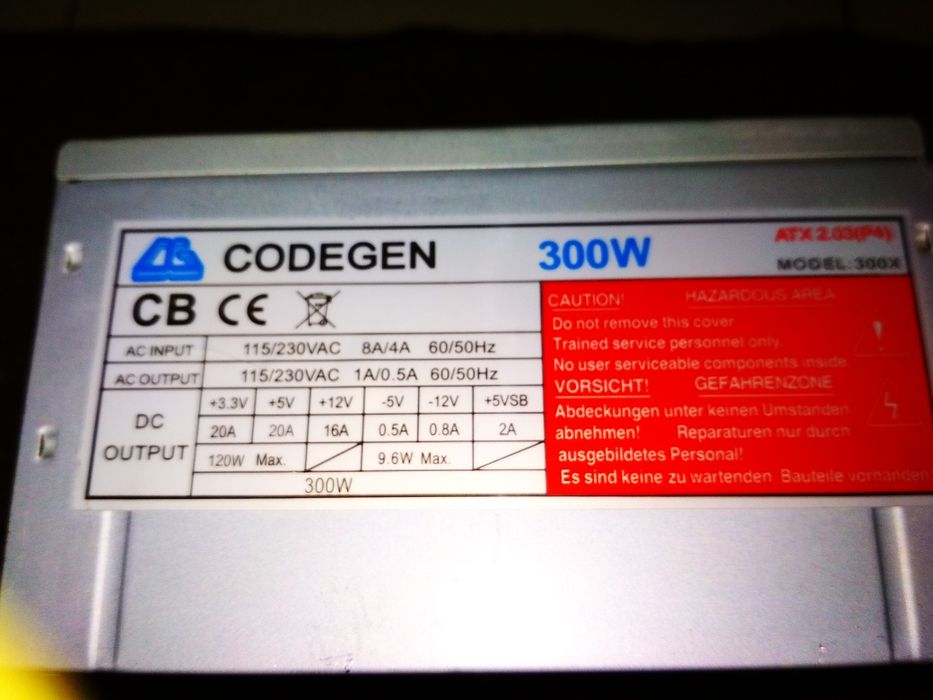 CODEGEN 300W ATX 2.03(P4)
MODEL:300X
CB CE
AC INPUT 115/230VAC 8A/4A 60/50Hz
AC OUTPUT 115/230VAC 1A/0.5A 60/50Hz
DC OUTPUT
+3.3V +5V +12V -5V -12V +5VSB
20A 20A 16A 0.5A 0.8A 2A
120W Max. 9.6W Max.
300W
CAUTION! HAZARDOUS AREA
Do not remove this cover
Trained service personnel only.
No user serviceable components inside.
VORSICHT! GEFAHRENZONE
Abdeckungen unter keinen Umstanden
abnehmen! Reparaturen nur durch
ausgebildetes Personal!
Es sind keine zu wartenden Bauteile vorhanden